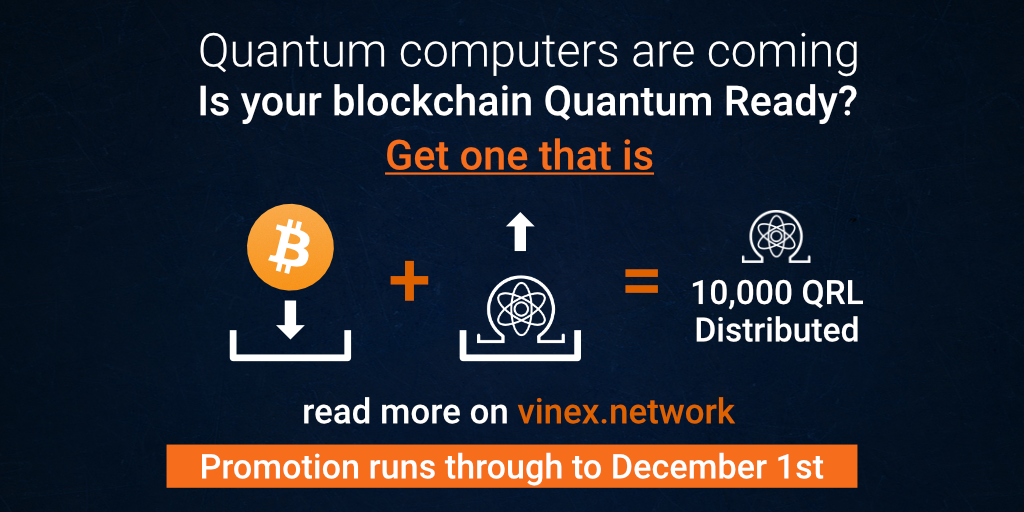 Quantum computers are coming
Is your blockchain Quantum Ready?
Get one that is
+ =
10,000 QRL
Distributed
read more on vinex.network
Promotion runs through to December 1st